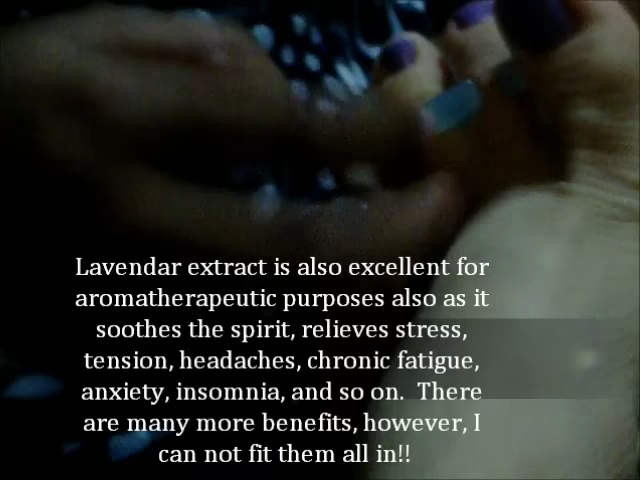 Lavendar extract is also excellent for
aromatherapeutic purposes also as it
soothes the spirit, relieves stress,
tension, headaches, chronic fatigue,
anxiety, insomnia, and so on.  There
are many more benefits, however, I
can not fit them all in!!